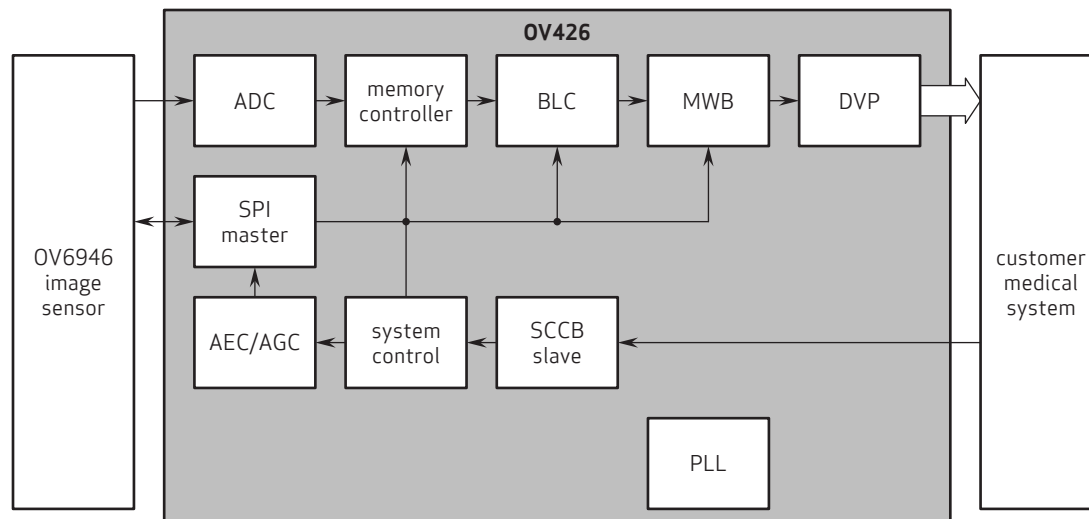 OV426
ADC
memory
controller
BLC
MWB
DVP
SPI
master
OV6946
image
sensor
customer
medical
system
AEC/AGC
system
control
SCCB
slave
PLL